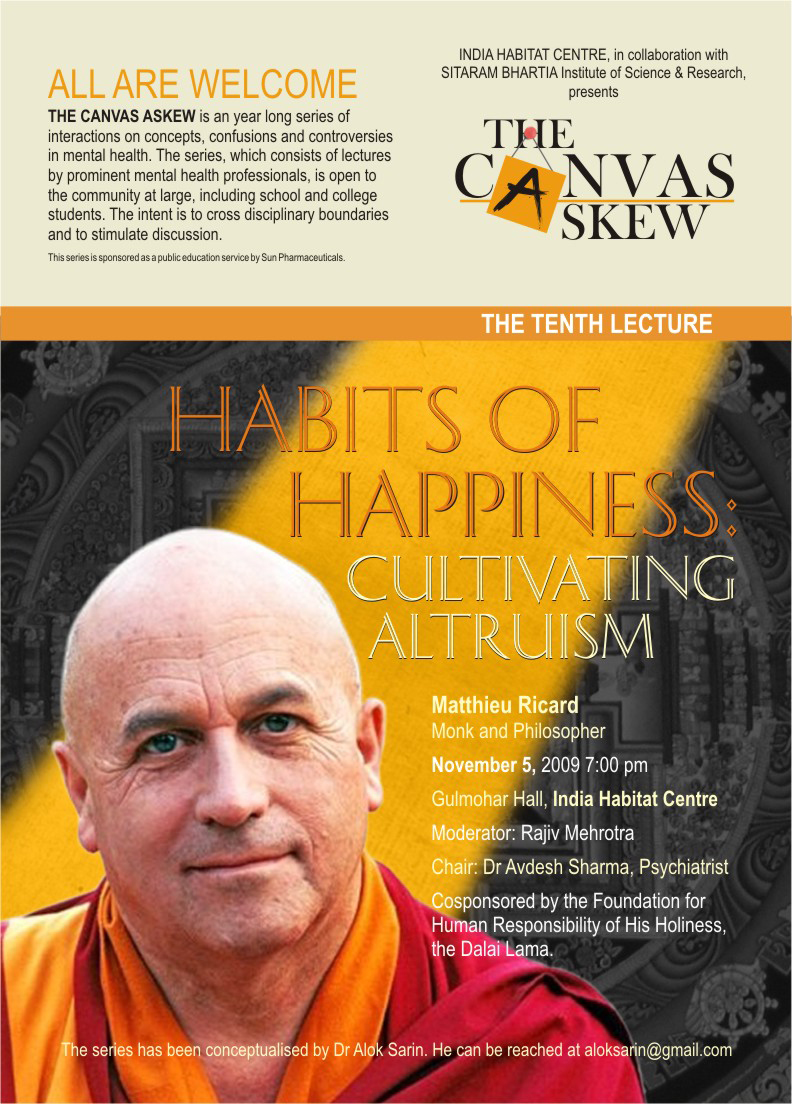 ALL ARE WELCOME
THE CANVAS ASKEW is an year long series of
interactions on concepts, confusions and controversies
in mental health. The series, which consists of lectures
by prominent mental health professionals, is open to
the community at large, including school and college
students. The intent is to cross disciplinary boundaries
and to stimulate discussion.
This series is sponsored as a public education service by Sun Pharmaceuticals.
INDIA HABITAT CENTRE, in collaboration with
SITARAM BHARTIA Institute of Science & Research,
presents
THE
CANVAS
ASKEW
THE TENTH LECTURE
HABITS OF
HAPPINESS:
CULTIVATING
ALTRUISM
Matthieu Ricard
Monk and Philosopher
November 5, 2009 7:00 pm
Gulmohar Hall, India Habitat Centre
Moderator: Rajiv Mehrotra
Chair: Dr Avdesh Sharma, Psychiatrist
Cosponsored by the Foundation for
Human Responsibility of His Holiness,
the Dalai Lama.
The series has been conceptualised by Dr Alok Sarin. He can be reached at aloksarin@gmail.com